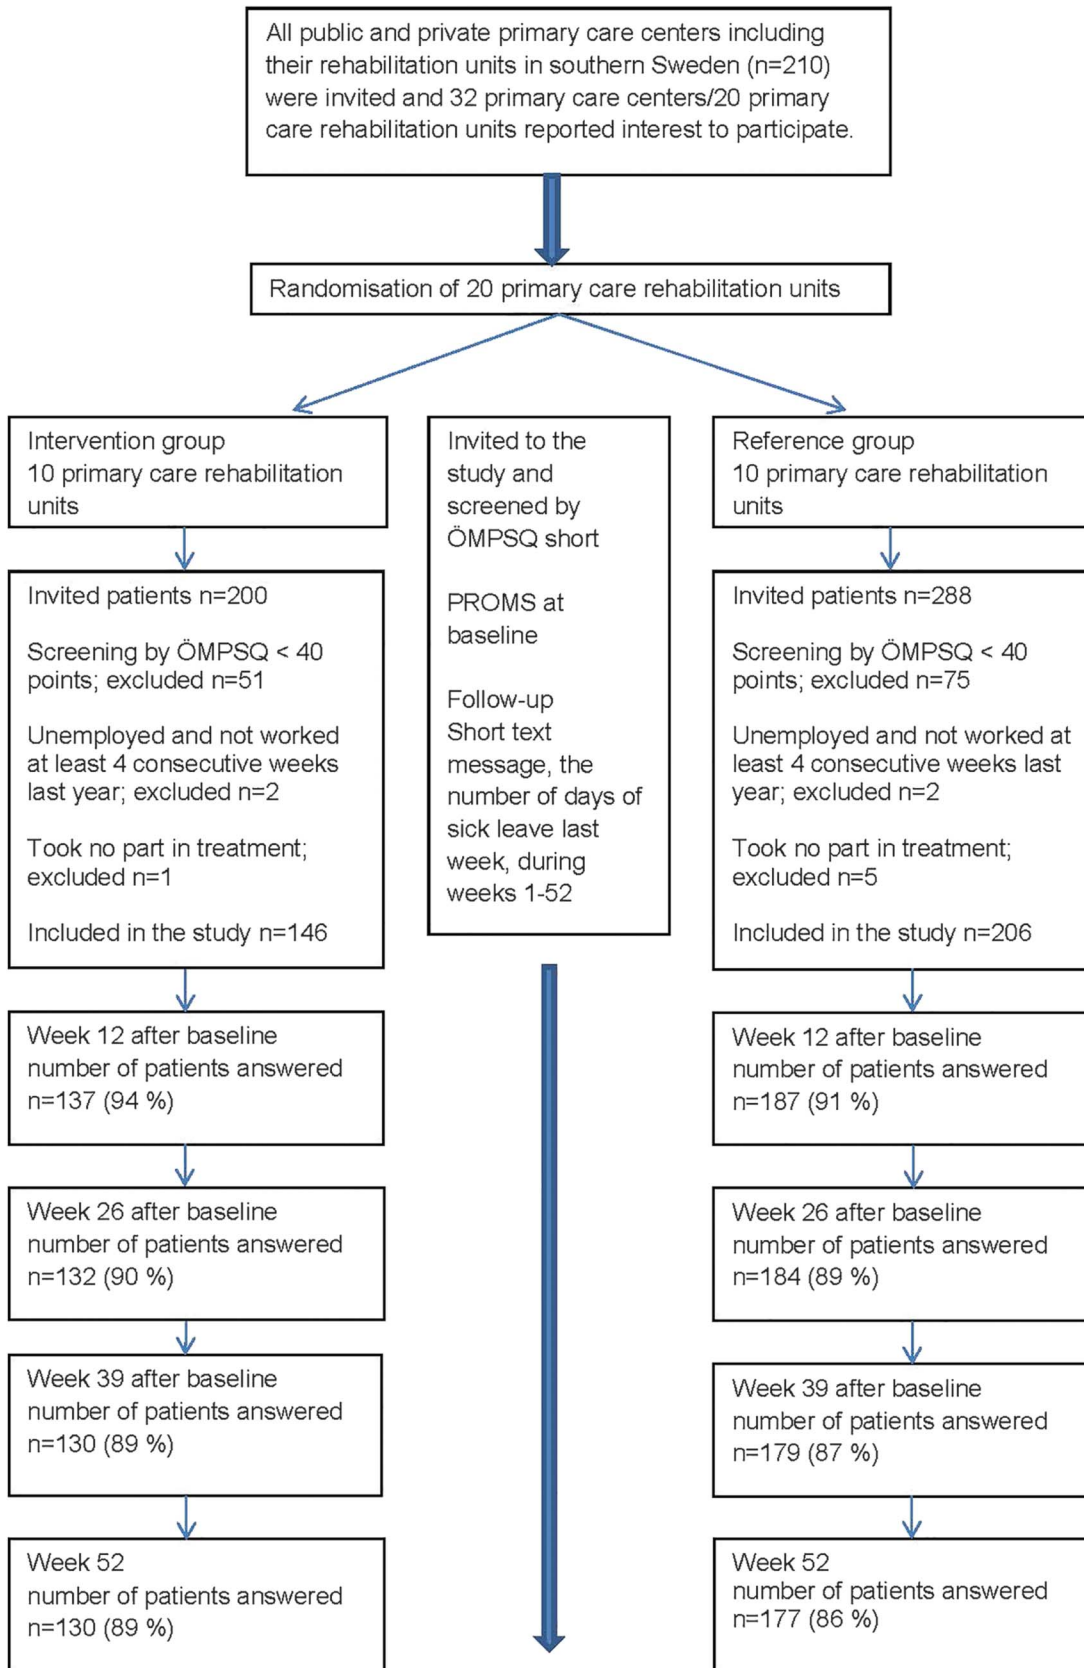 All public and private primary care centers including
their rehabilitation units in southern Sweden (n=210)
were invited and 32 primary care centers/20 primary
care rehabilitation units reported interest to participate.
Randomisation of 20 primary care rehabilitation units
Intervention group
10 primary care rehabilitation
units
Invited to the
study and
screened by
ÖMPSQ short
PROMS at
baseline
Follow-up
Short text
message, the
number of days of
sick leave last
week, during
weeks 1-52
Reference group
10 primary care rehabilitation
units
Invited patients n=200
Screening by ÖMPSQ < 40
points; excluded n=51
Unemployed and not worked
at least 4 consecutive weeks
last year; excluded n=2
Took no part in treatment;
excluded n=1
Included in the study n=146
Invited patients n=288
Screening by ÖMPSQ < 40
points; excluded n=75
Unemployed and not worked at
at least 4 consecutive weeks last
year; excluded n=2
Took no part in treatment;
excluded n=5
Included in the study n=206
Week 12 after baseline
number of patients answered
n=137 (94 %)
Week 12 after baseline
number of patients answered
n=187 (91 %)
Week 26 after baseline
number of patients answered
n=132 (90 %)
Week 26 after baseline
number of patients answered
n=184 (89 %)
Week 39 after baseline
number of patients answered
n=130 (89 %)
Week 39 after baseline
number of patients answered
n=179 (87 %)
Week 52
number of patients answered
n=130 (89 %)
Week 52
number of patients answered
n=177 (86 %)